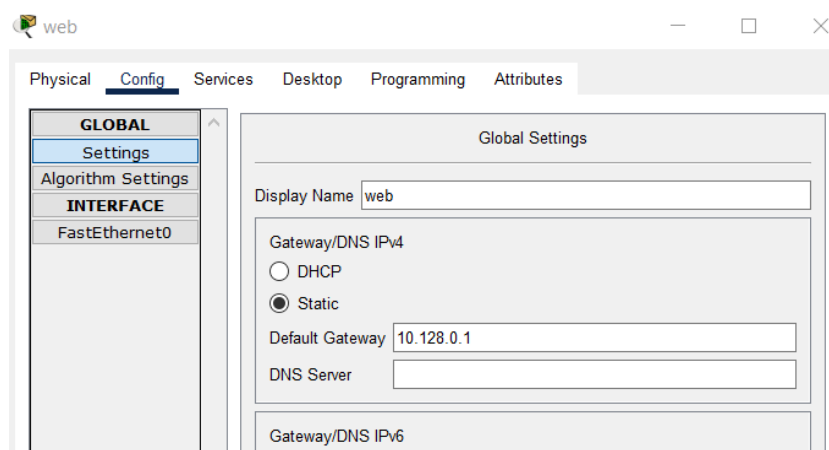 web
Physical Config Services Desktop Programming Attributes
GLOBAL
Settings
Algorithm Settings
INTERFACE
FastEthernet0
Global Settings
Display Name web
Gateway/DNS IPv4
DHCP
Static
Default Gateway 10.128.0.1
DNS Server
Gateway/DNS IPv6